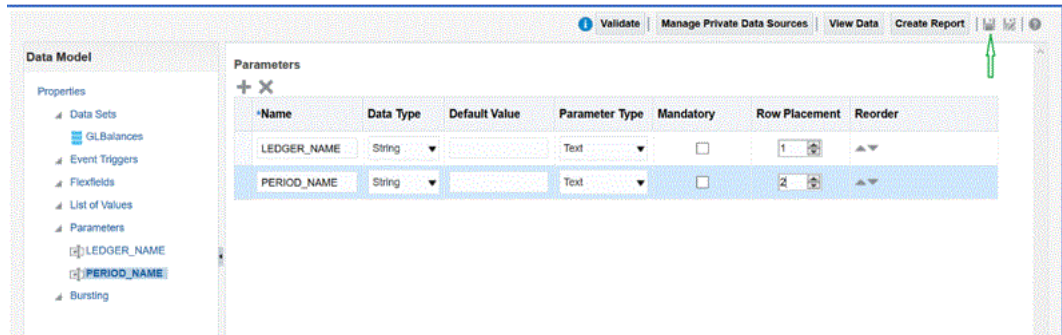 Validate Manage Private Data Sources View Data Create Report
Data Model
Properties
Data Sets
GLBalances
Event Triggers
Flexfields
List of Values
Parameters
LEDGER_NAME
PERIOD_NAME
Bursting
Parameters
*Name Data Type Default Value Parameter Type Mandatory Row Placement Reorder
LEDGER_NAME String Text 1
PERIOD_NAME String Text 2